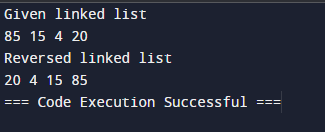 Given linked list
85 15 4 20
Reversed linked list
20 4 15 85
=== Code Execution Successful ===